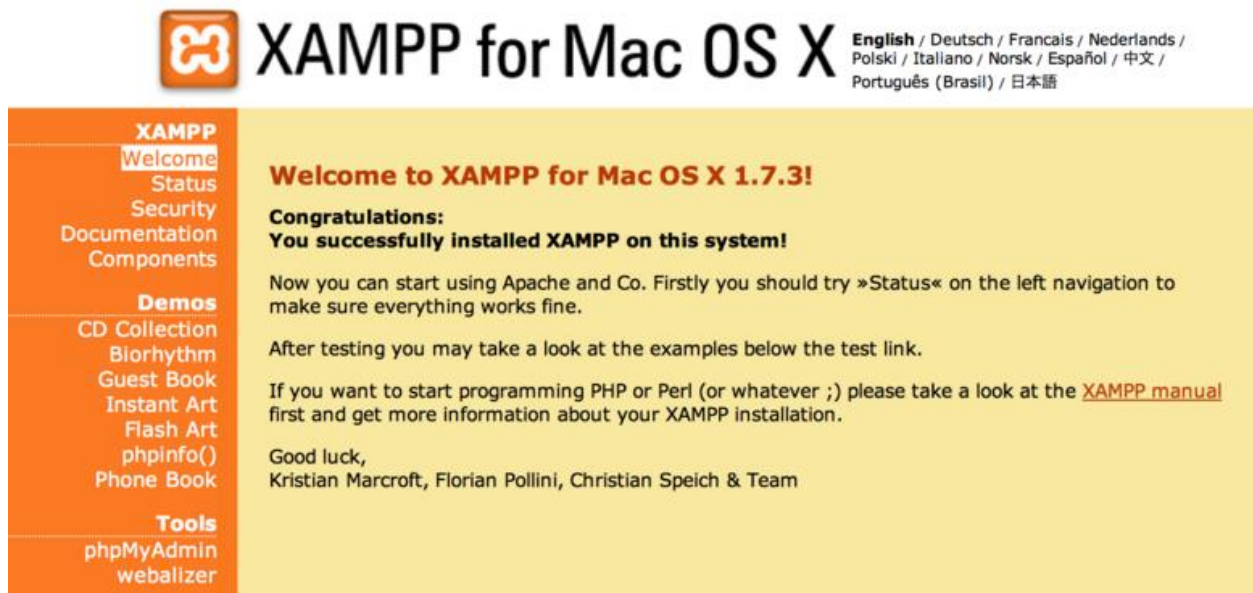 XAMPP for Mac OS X
English / Deutsch / Francais / Nederlands /
Polski / Italiano / Norsk / Español / 中文 /
Português (Brasil) / 日本語
XAMPP
Welcome
Status
Security
Documentation
Components
Demos
CD Collection
Biorhythm
Guest Book
Instant Art
Flash Art
phpinfo()
Phone Book
Tools
phpMyAdmin
webalizer
Welcome to XAMPP for Mac OS X 1.7.3!
Congratulations:
You successfully installed XAMPP on this system!
Now you can start using Apache and Co. Firstly you should try »Status« on the left navigation to
make sure everything works fine.
After testing you may take a look at the examples below the test link.
If you want to start programming PHP or Perl (or whatever ;) please take a look at the XAMPP manual
first and get more information about your XAMPP installation.
Good luck,
Kristian Marcroft, Florian Pollini, Christian Speich & Team